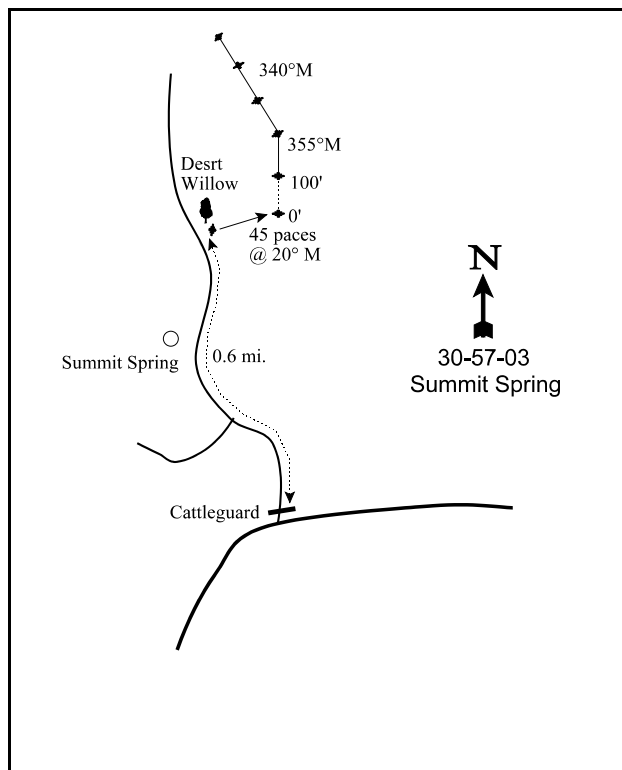 340°M
355°M
Desrt
Willow
100'
0'
45 paces
@ 20° M
N
30-57-03
Summit Spring
Summit Spring
0.6 mi.
Cattleguard